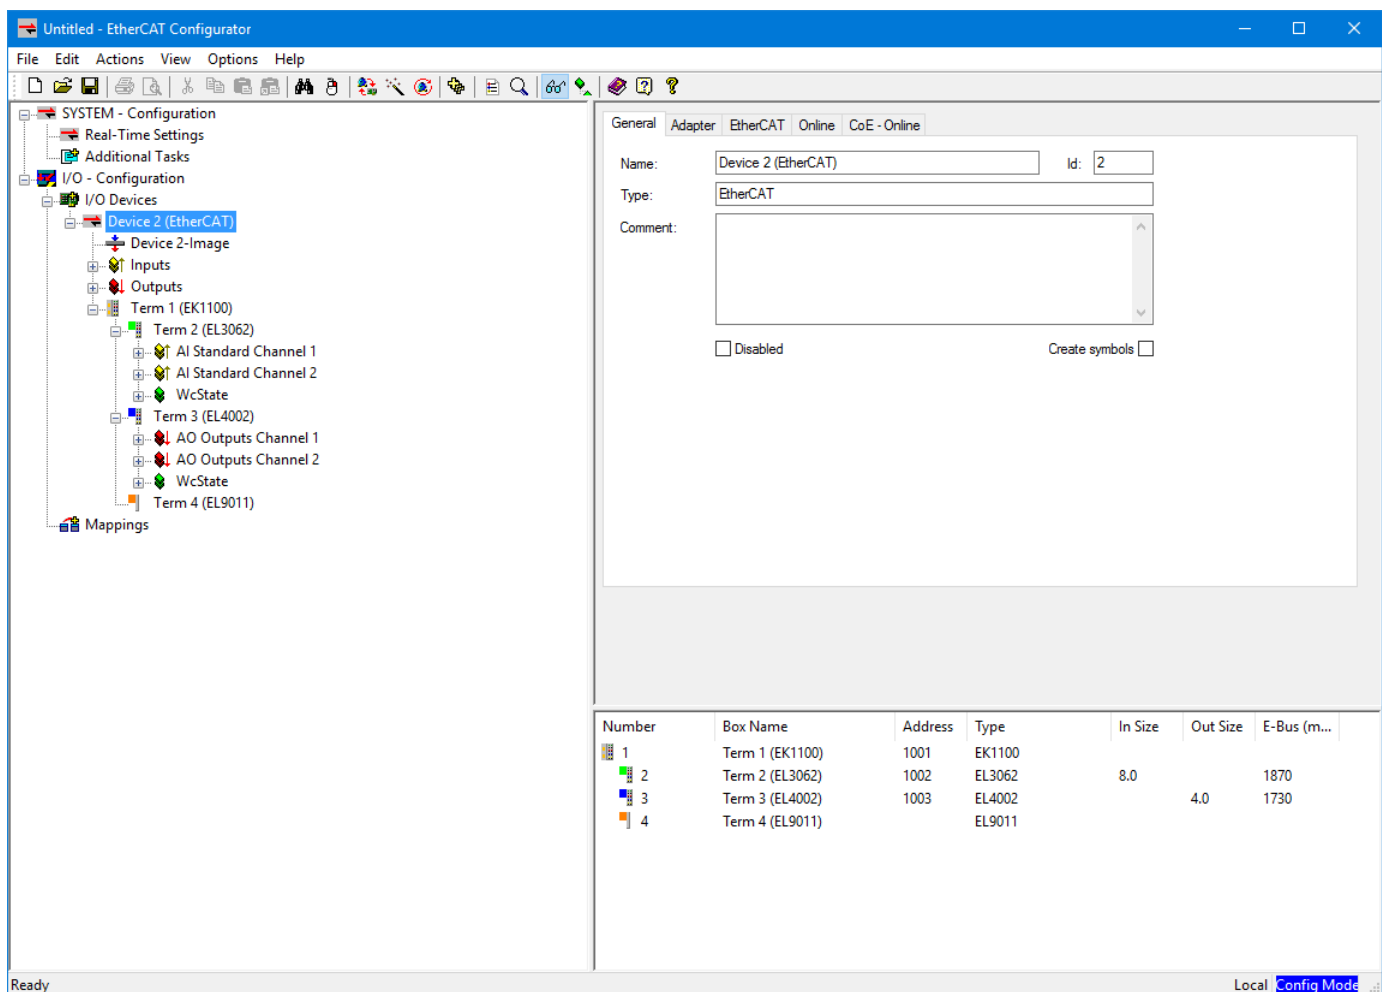 Untitled - EtherCAT Configurator
File Edit Actions View Options Help
SYSTEM - Configuration
Real-Time Settings
Additional Tasks
I/O - Configuration
I/O Devices
Device 2 (EtherCAT)
Device 2-Image
Inputs
Outputs
Term 1 (EK1100)
Term 2 (EL3062)
AI Standard Channel 1
AI Standard Channel 2
WcState
Term 3 (EL4002)
AO Outputs Channel 1
AO Outputs Channel 2
WcState
Term 4 (EL9011)
Mappings
General Adapter EtherCAT Online CoE - Online
Name: Device 2 (EtherCAT) Id: 2
Type: EtherCAT
Comment:
Disabled Create symbols
Number Box Name Address Type In Size Out Size E-Bus (m...
1 Term 1 (EK1100) 1001 EK1100
2 Term 2 (EL3062) 1002 EL3062 8.0 1870
3 Term 3 (EL4002) 1003 EL4002 4.0 1730
4 Term 4 (EL9011) EL9011
Ready Local Config Mode